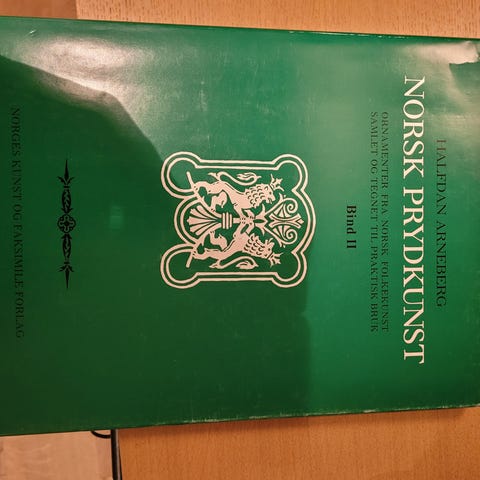 HALFDAN ARNEBERG
NORSK PRYDKUNST
ORNAMENTER FRA NORSK FOLKEKUNST
SAMLET OG TEGNET TIL PRAKTISK BRUK
Bind II
NORGES KUNST OG FAKSIMILE FORLAG